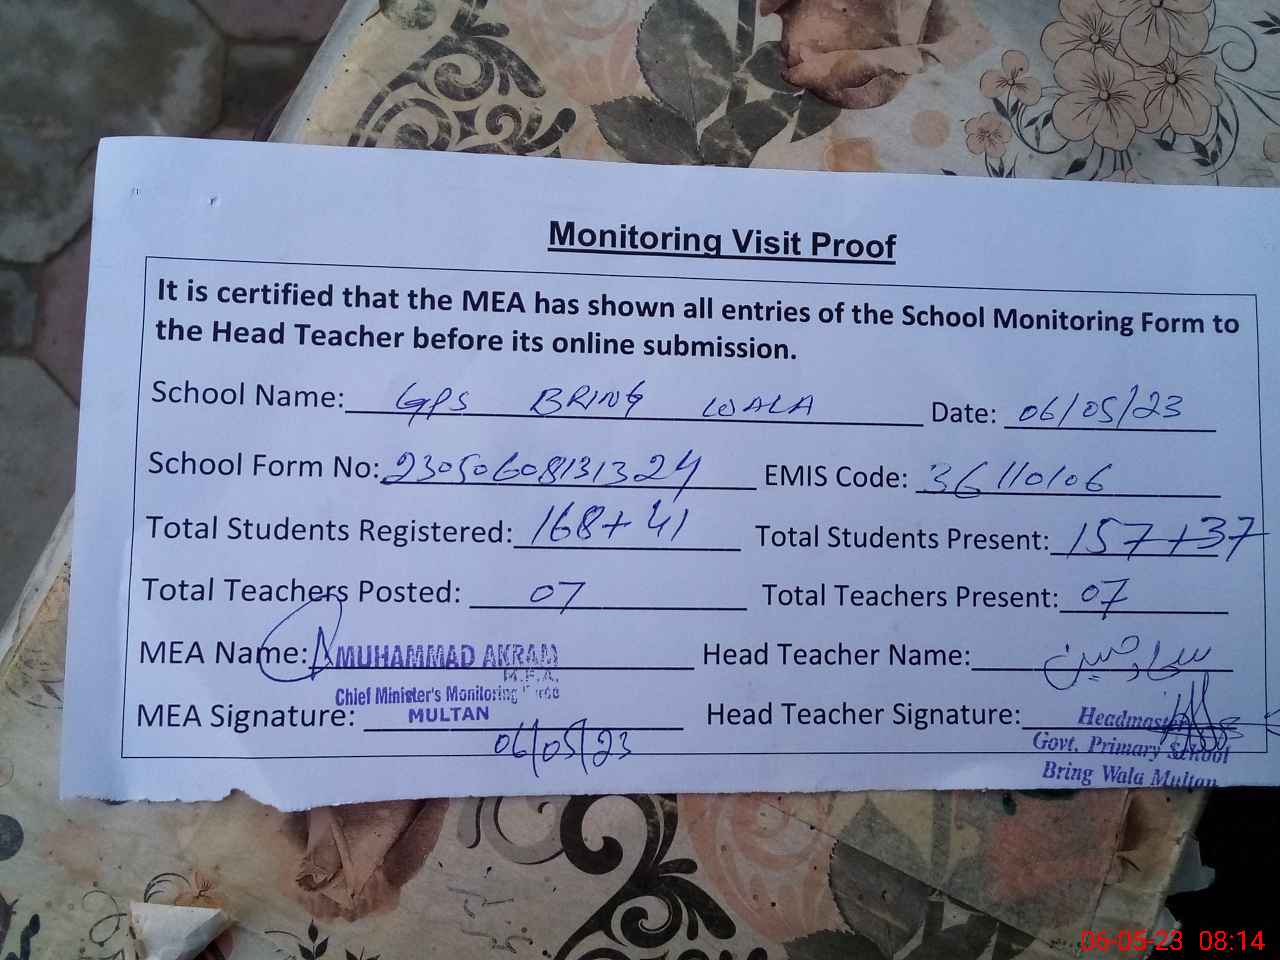 Monitoring Visit Proof
It is certified that the MEA has shown all entries of the School Monitoring Form to
the Head Teacher before its online submission.
School Name: GPS BRING WALA Date: 06/05/23
School Form No: 23050608131324 EMIS Code: 36110106
Total Students Registered: 168+41 Total Students Present: 157+37
Total Teachers Posted: 07 Total Teachers Present: 07
MEA Name: MUHAMMAD AKRAM Head Teacher Name:
M.E.A.
Chief Minister's Monitoring Force
MEA Signature: MULTAN Head Teacher Signature: Headmaster
06/05/23
Govt. Primary School
Bring Wala Multan
06-05-23 08:14